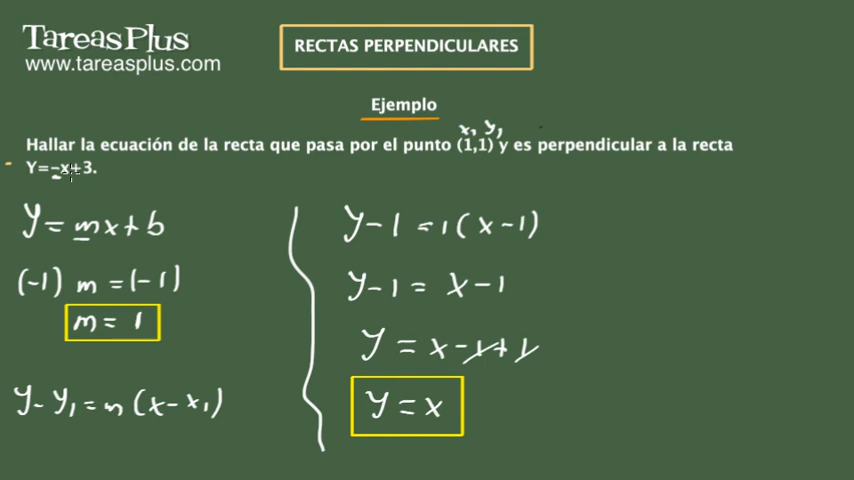 TareasPlus
www.tareasplus.com
RECTAS PERPENDICULARES
Ejemplo
x₁ y₁
Hallar la ecuación de la recta que pasa por el punto (1,1) y es perpendicular a la recta
Y=-x+3.
y = mx+b
(-1) m = (-1)
m = 1
y- y₁ = m (x- x₁)
y-1 = 1( x-1)
y-1 = x-1
y = x-1+1
y = x